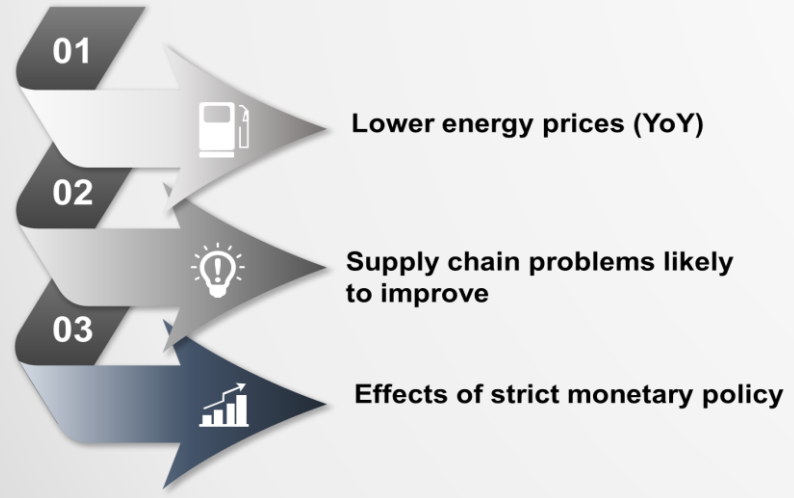 01
Lower energy prices (YoY)
02
Supply chain problems likely
to improve
03
Effects of strict monetary policy